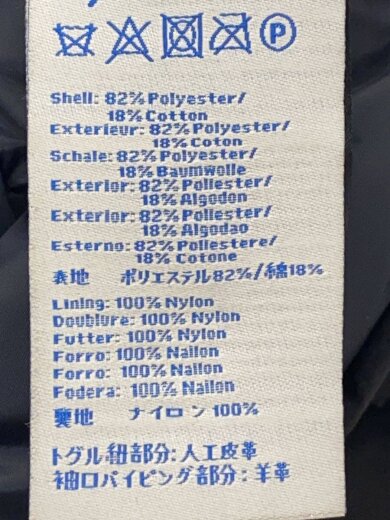 P
Shell: 82% Polyester/
18% Cotton
Exterieur: 82% Polyester/
18% Coton
Schale: 82% Polyester/
18% Baumwolle
Exterior: 82% Poliester/
18% Algodon
Exterior: 82% Poliester/
18% Algodao
Esterno: 82% Poliestere/
18% Cotone
表地 ポリエステル82%/綿18%
Lining: 100% Nylon
Doublure: 100% Nylon
Futter: 100% Nylon
Forro: 100% Nailon
Forro: 100% Nailon
Fodera: 100% Nailon
裏地 ナイロン 100%
トグル紐部分: 人工皮革
袖口パイピング部分: 羊革